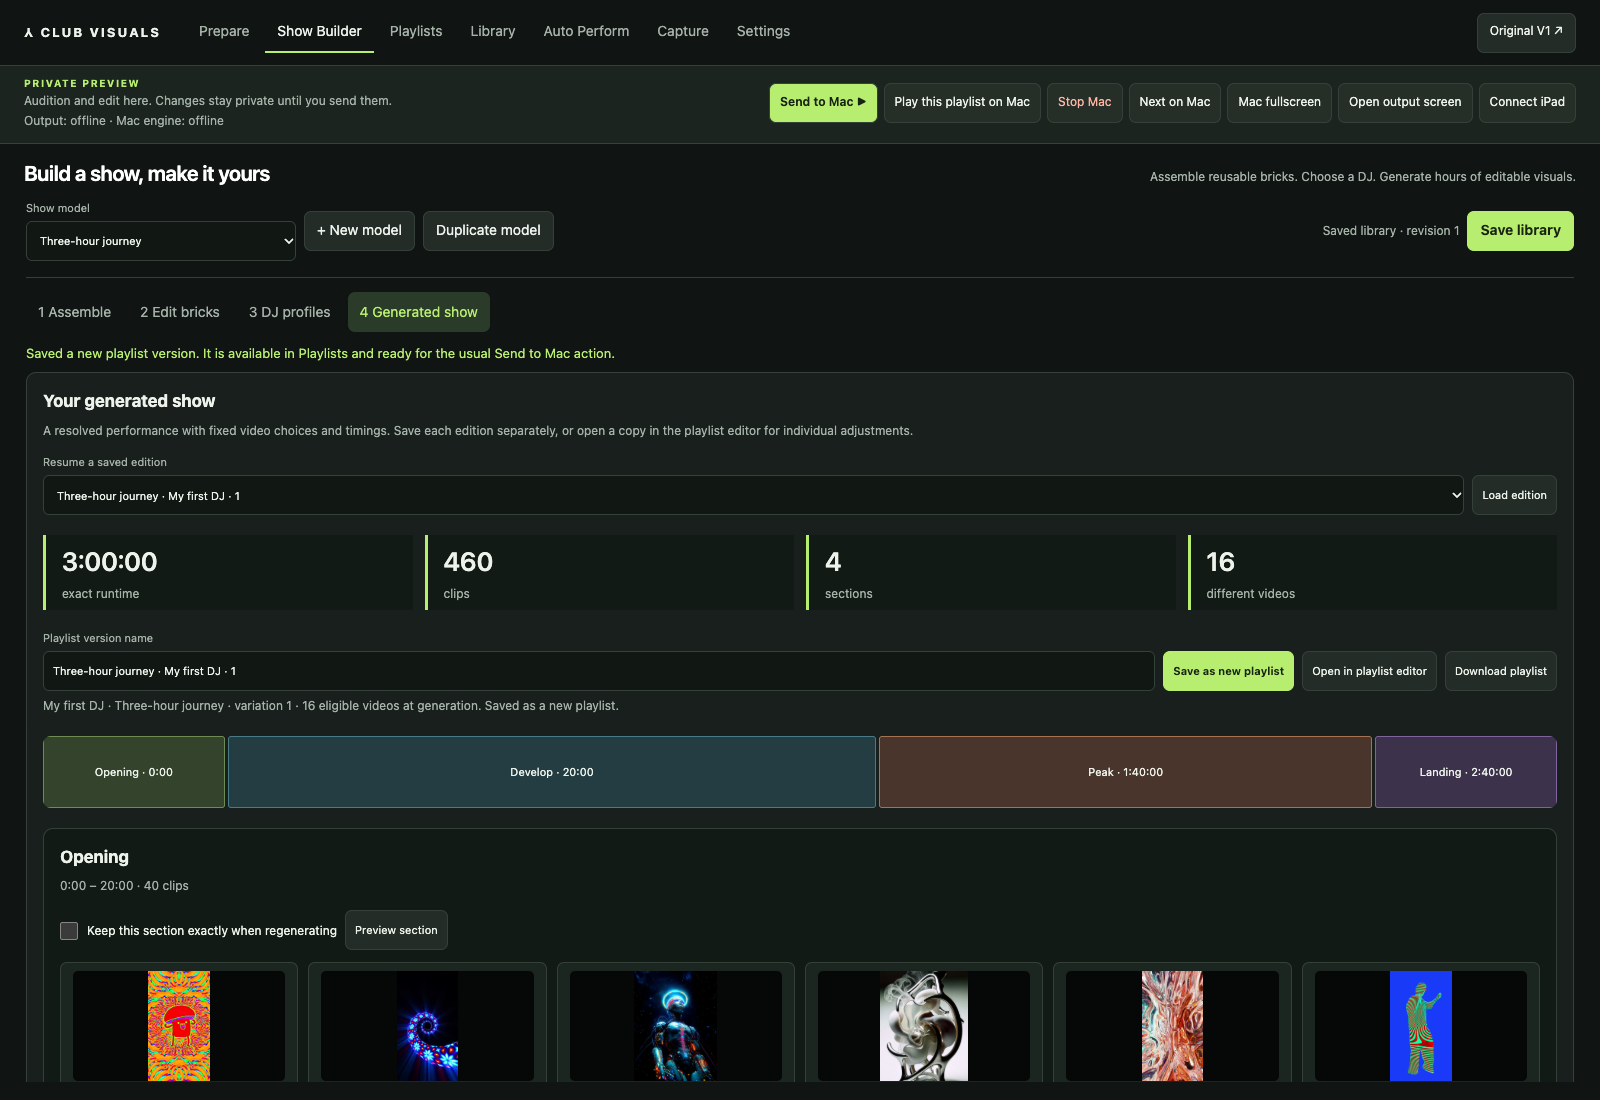 ⅄ CLUB VISUALS
Prepare
Show Builder
Playlists
Library
Auto Perform
Capture
Settings
Original V1 ↗
PRIVATE PREVIEW
Audition and edit here. Changes stay private until you send them.
Output: offline · Mac engine: offline
Send to Mac ▶
Play this playlist on Mac
Stop Mac
Next on Mac
Mac fullscreen
Open output screen
Connect iPad
Build a show, make it yours
Assemble reusable bricks. Choose a DJ. Generate hours of editable visuals.
Show model
Three-hour journey
+ New model
Duplicate model
Saved library · revision 1
Save library
1 Assemble
2 Edit bricks
3 DJ profiles
4 Generated show
Saved a new playlist version. It is available in Playlists and ready for the usual Send to Mac action.
Your generated show
A resolved performance with fixed video choices and timings. Save each edition separately, or open a copy in the playlist editor for individual adjustments.
Resume a saved edition
Three-hour journey · My first DJ · 1
Load edition
3:00:00
exact runtime
460
clips
4
sections
16
different videos
Playlist version name
Three-hour journey · My first DJ · 1
Save as new playlist
Open in playlist editor
Download playlist
My first DJ · Three-hour journey · variation 1 · 16 eligible videos at generation. Saved as a new playlist.
Opening · 0:00
Develop · 20:00
Peak · 1:40:00
Landing · 2:40:00
Opening
0:00 – 20:00 · 40 clips
Keep this section exactly when regenerating
Preview section